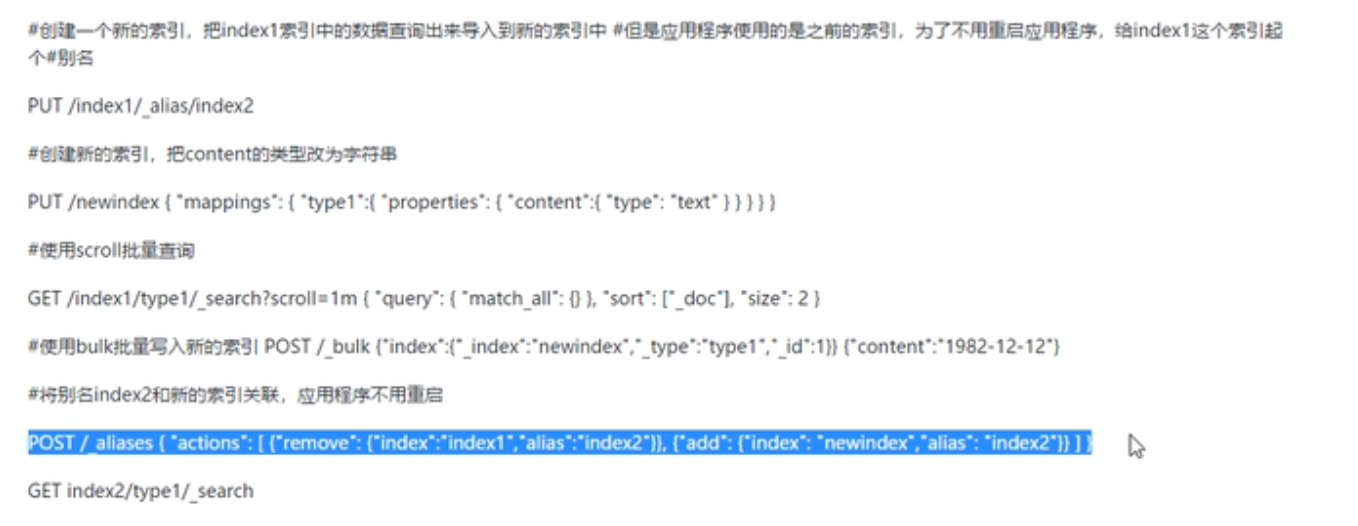 #创建一个新的索引，把index1索引中的数据查询出来导入到新的索引中 #但是应用程序使用的是之前的索引，为了不用重启应用程序，给index1这个索引起
个#别名
PUT /index1/_alias/index2
#创建新的索引，把content的类型改为字符串
PUT /newindex { "mappings": { "type1":{ "properties": { "content":{ "type": "text" } } } } }
#使用scroll批量查询
GET /index1/type1/_search?scroll=1m { "query": { "match_all": {} }, "sort": ["_doc"], "size": 2 }
#使用bulk批量写入新的索引 POST /_bulk {"index":{"_index":"newindex","_type":"type1","_id":1}} {"content":"1982-12-12"}
#将别名index2和新的索引关联，应用程序不用重启
POST /_aliases { "actions": [ {"remove": {"index":"index1","alias":"index2"}}, {"add": {"index": "newindex","alias": "index2"}} ] }
GET index2/type1/_search